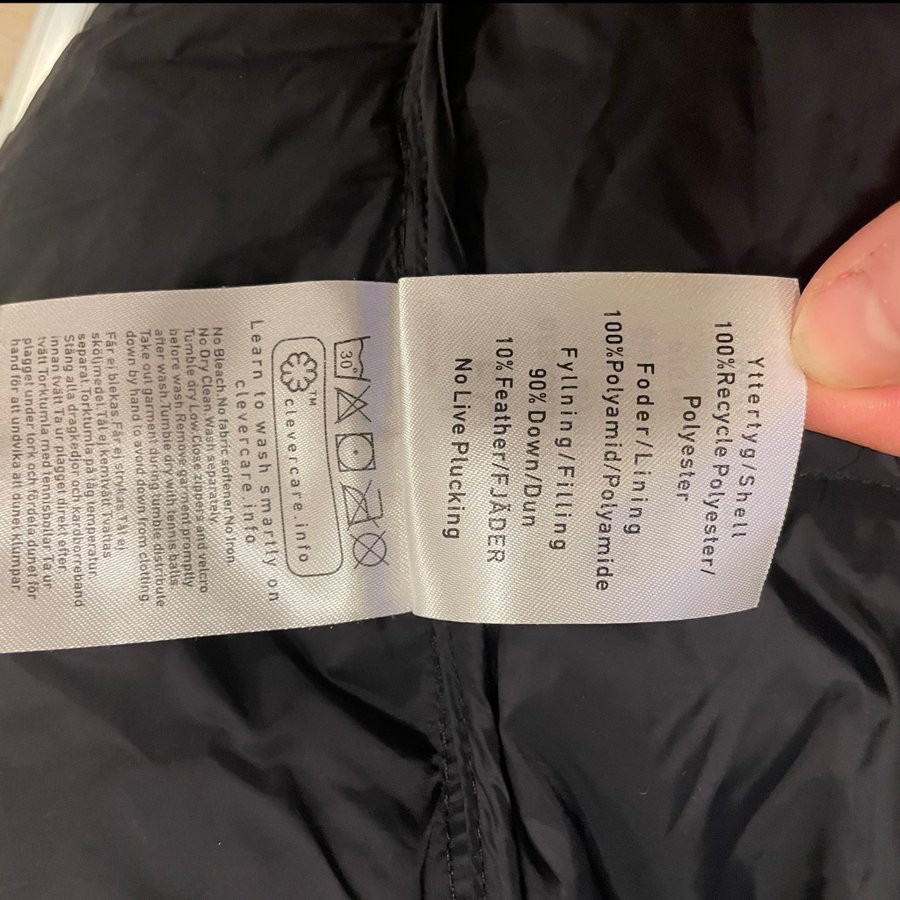 Yttertyg/Shell
100%Recycle Polyester/
Polyester
Foder/Lining
100%Polyamid/Polyamide
Fyllning/Filling
90% Down/Dun
10% Feather/FJÄDER
No Live Plucking
30°
clevercare.info
Learn to wash smartly on
clevercare.info
No Bleach.No fabric softener.No Iron.
No Dry Clean.Wash separately.
Tumble dry Low.Close zippers and velcro
before wash.Remove garment promptly
after wash.Tumble dry with tennis balls
Take out garment during tumble distribute
down by hand to avoid down from clotting
Får ej blekas.Får ej strykas.Tål ej
sköljmedel.Tål ej kemtvätt.Tvättas
separat.Torktumla på låg temperatur.
Stäng alla dragkedjor och kardborreband
innan tvätt.Ta ur plagget direkt efter
tvätt.Torktumla med tennisbollar.Ta ur
plagget under tork och fördela dunet för
hand för att undvika att dunet klumpar